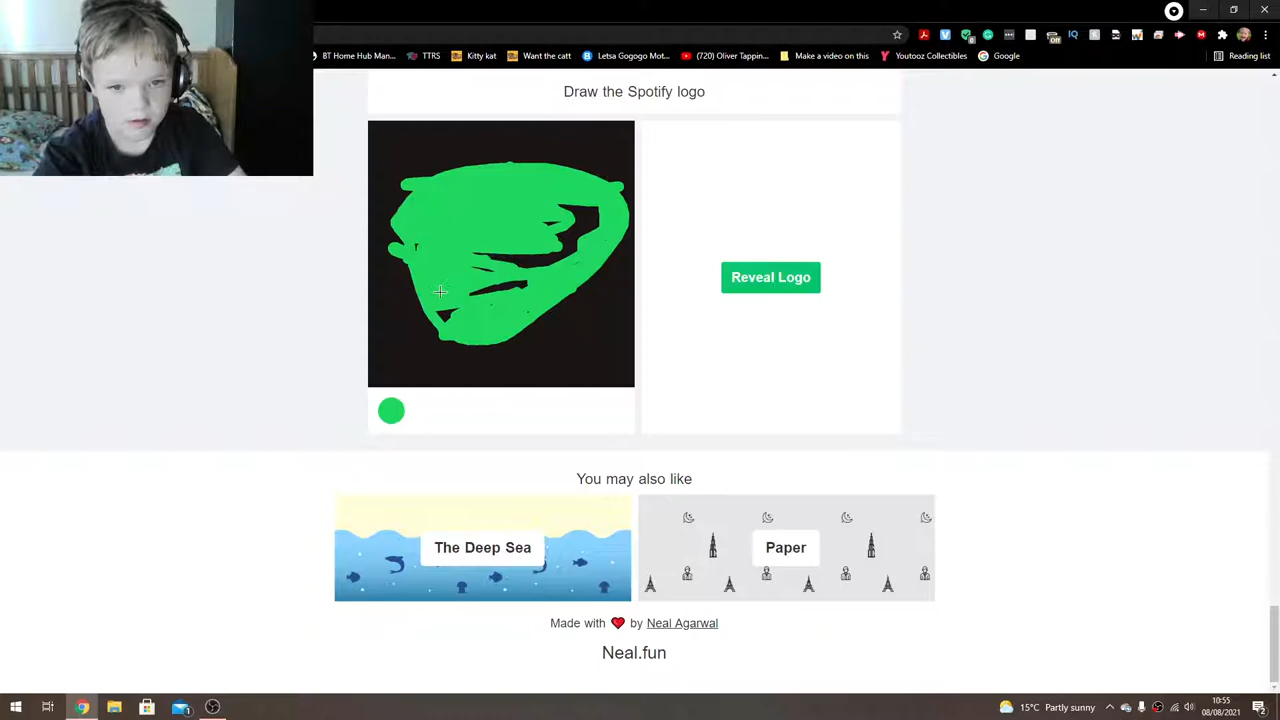 BT Home Hub Man...
TTRS
Kitty kat
Want the catt
Letsa Gogogo Mot...
(720) Oliver Tappin...
Make a video on this
Youtooz Collectibles
Google
Reading list
Draw the Spotify logo
Reveal Logo
You may also like
The Deep Sea
Paper
Made with ❤ by Neal Agarwal
Neal.fun
15°C Partly sunny
10:55
08/08/2021